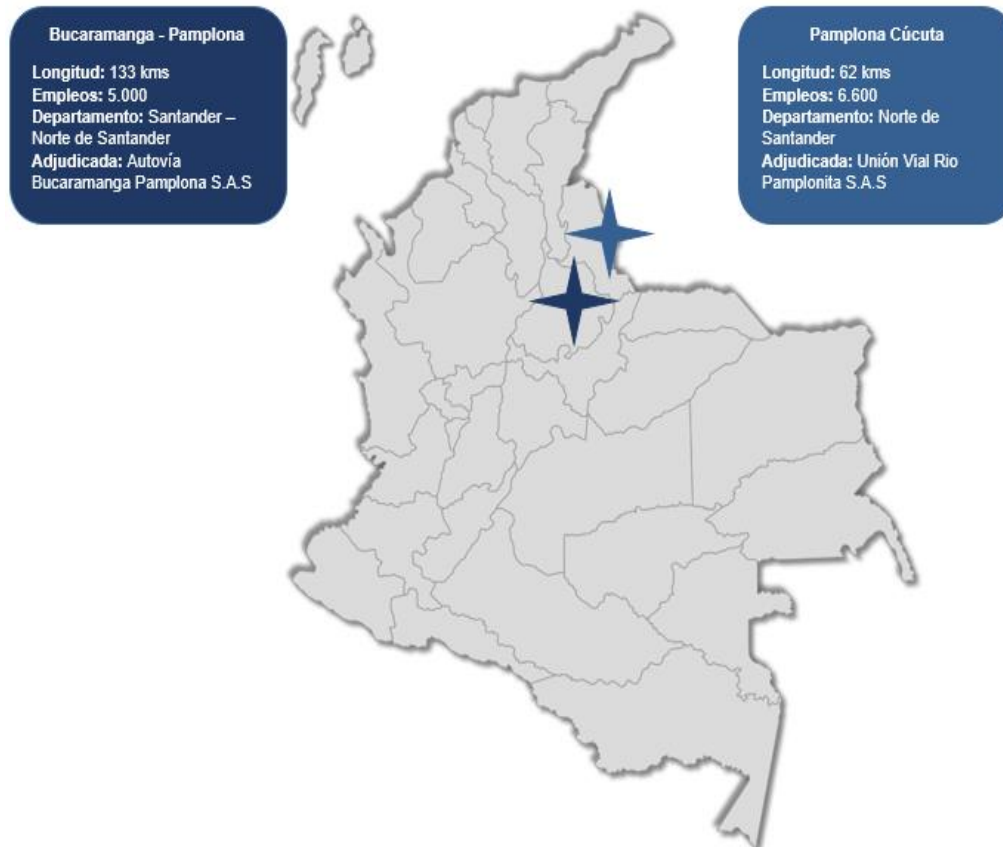 Bucaramanga - Pamplona
Longitud: 133 kms
Empleos: 5.000
Departamento: Santander –
Norte de Santander
Adjudicada: Autovía
Bucaramanga Pamplona S.A.S
Pamplona Cúcuta
Longitud: 62 kms
Empleos: 6.600
Departamento: Norte de
Santander
Adjudicada: Unión Vial Rio
Pamplonita S.A.S